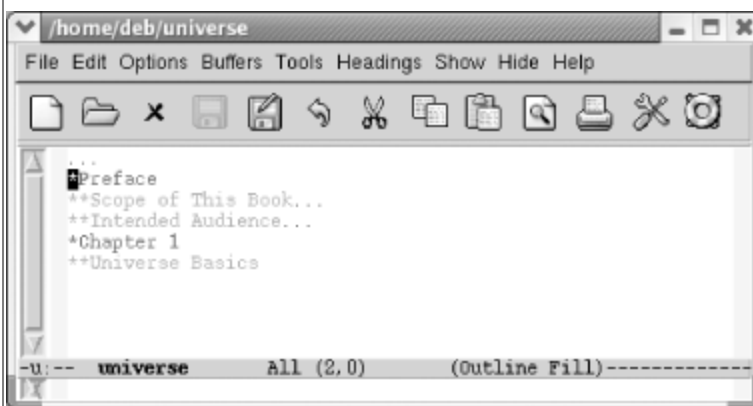 /home/deb/universe
File Edit Options Buffers Tools Headings Show Hide Help
...
*Preface
**Scope of This Book...
**Intended Audience...
*Chapter 1
**Universe Basics
-u:-- universe All (2,0) (Outline Fill)-------------